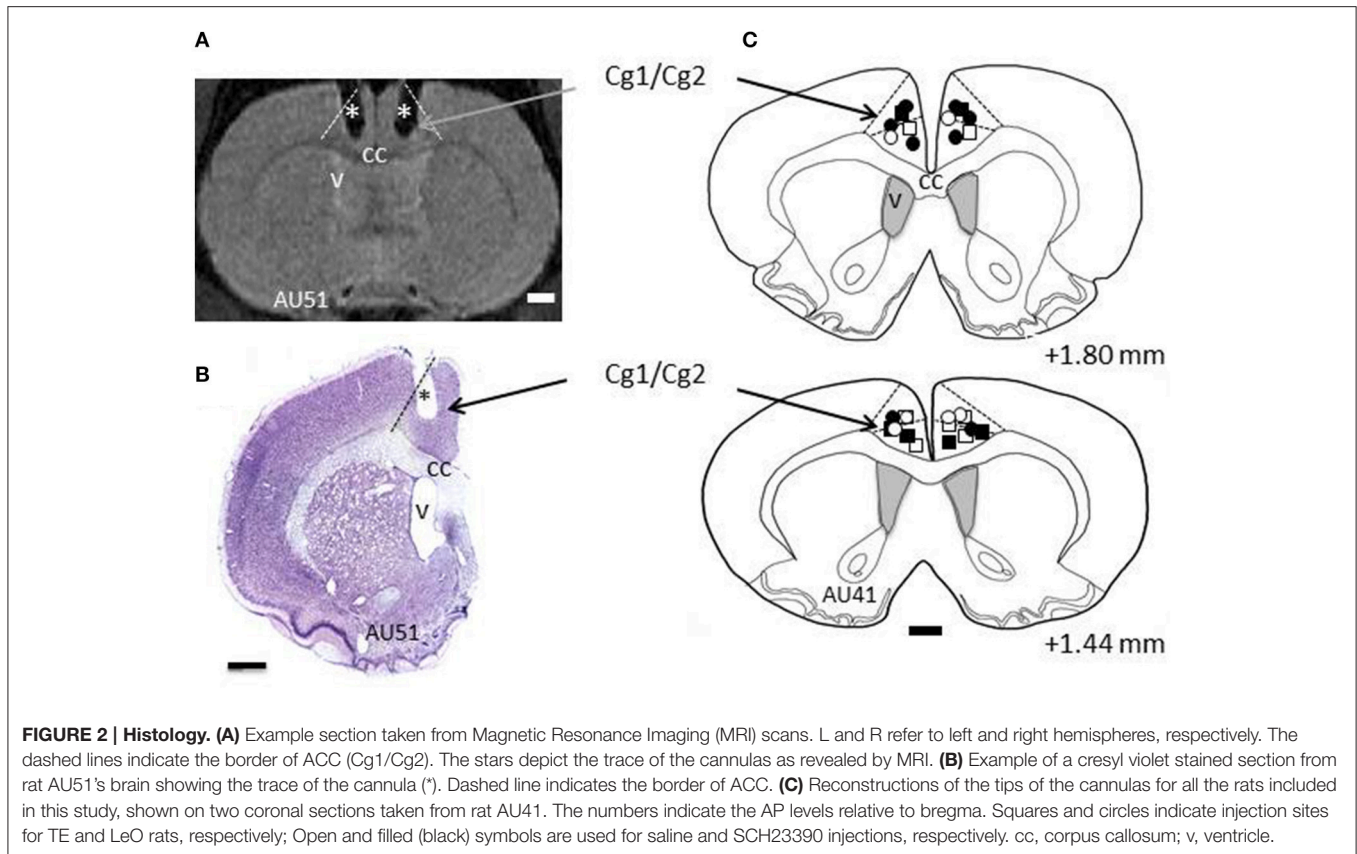 A
C
Cg1/Cg2
*
*
cc
v
AU51
cc
v
+1.80 mm
B
Cg1/Cg2
*
cc
v
AU51
AU41
+1.44 mm
FIGURE 2 | Histology. (A) Example section taken from Magnetic Resonance Imaging (MRI) scans. L and R refer to left and right hemispheres, respectively. The
dashed lines indicate the border of ACC (Cg1/Cg2). The stars depict the trace of the cannulas as revealed by MRI. (B) Example of a cresyl violet stained section from
rat AU51's brain showing the trace of the cannula (*). Dashed line indicates the border of ACC. (C) Reconstructions of the tips of the cannulas for all the rats included
in this study, shown on two coronal sections taken from rat AU41. The numbers indicate the AP levels relative to bregma. Squares and circles indicate injection sites
for TE and LeO rats, respectively; Open and filled (black) symbols are used for saline and SCH23390 injections, respectively. cc, corpus callosum; v, ventricle.